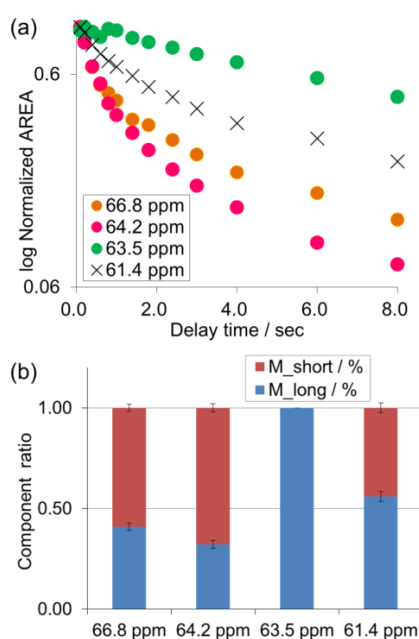 (a)
0.6
log Normalized AREA
66.8 ppm
64.2 ppm
63.5 ppm
61.4 ppm
0.06
0.0 2.0 4.0 6.0 8.0
Delay time / sec
(b)
M_short / %
M_long / %
1.00
Component ratio
0.50
0.00
66.8 ppm 64.2 ppm 63.5 ppm 61.4 ppm